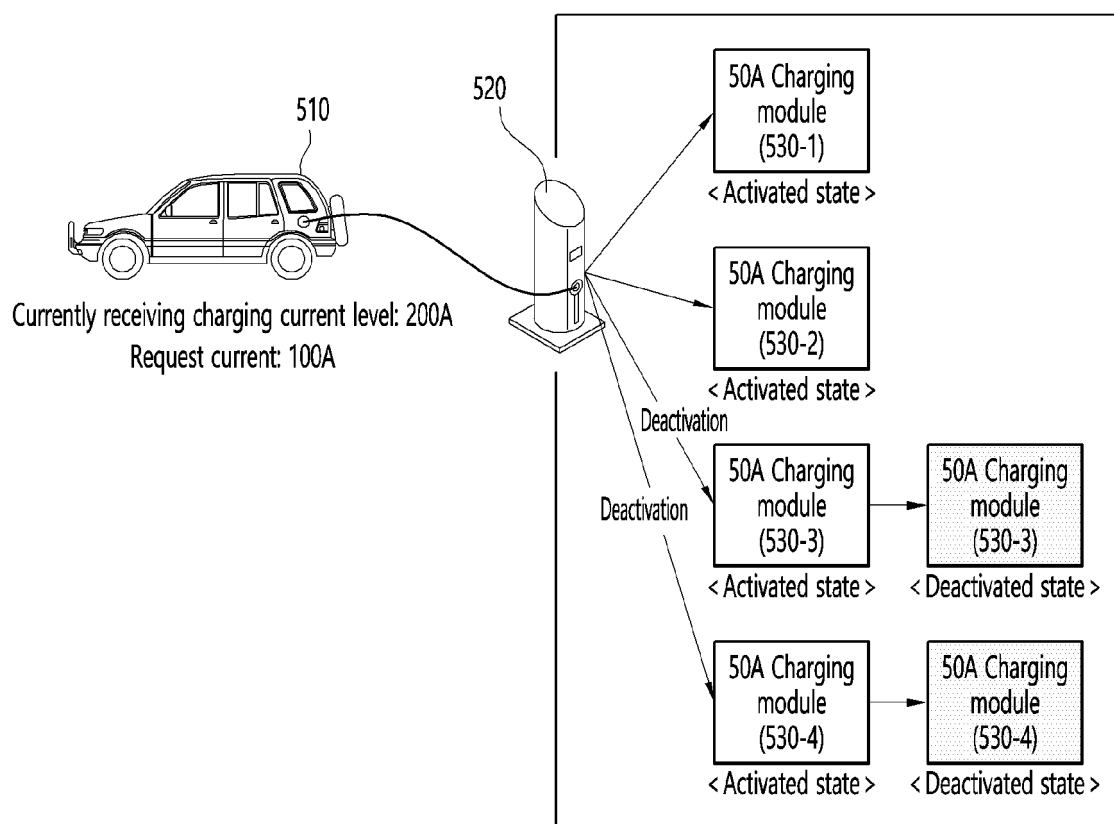 510
520
Currently receiving charging current level: 200A
Request current: 100A
50A Charging
module
(530-1)
< Activated state >
50A Charging
module
(530-2)
< Activated state >
Deactivation
50A Charging
module
(530-3)
< Activated state >
50A Charging
module
(530-3)
< Deactivated state >
Deactivation
50A Charging
module
(530-4)
< Activated state >
50A Charging
module
(530-4)
< Deactivated state >